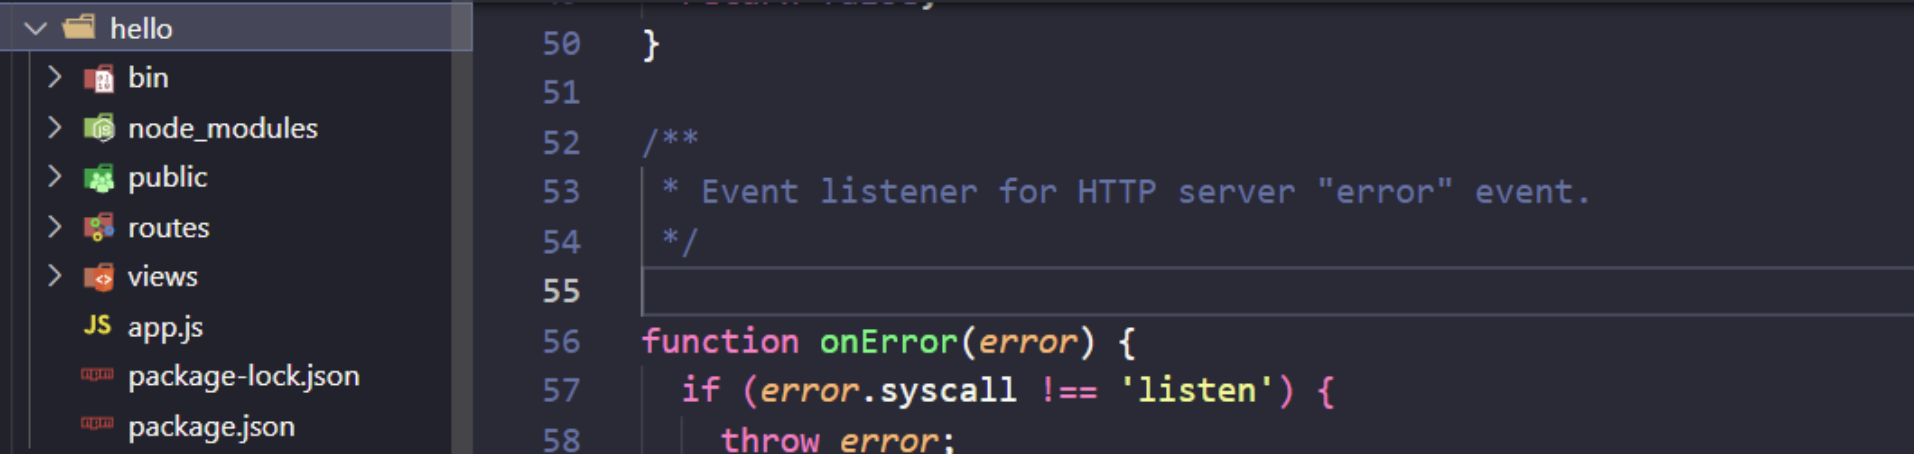 hello
bin
node_modules
public
routes
views
JS app.js
package-lock.json
package.json
50 }
51
52 /**
53 * Event listener for HTTP server "error" event.
54 */
55
56 function onError(error) {
57 if (error.syscall !== 'listen') {
58 throw error;